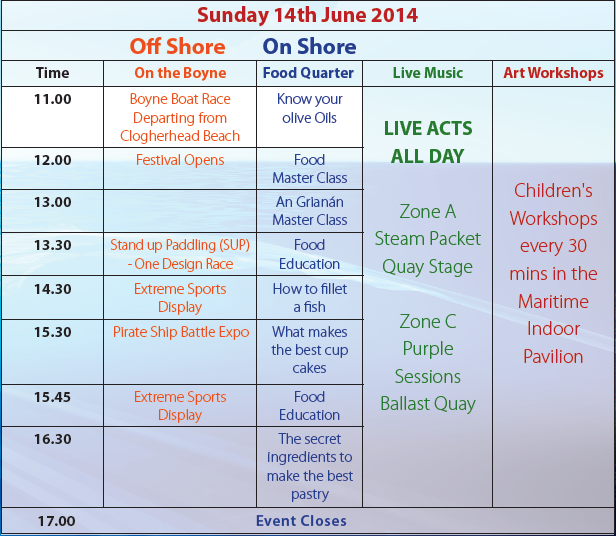 Sunday 14th June 2014
Off Shore On Shore
Time On the Boyne Food Quarter Live Music Art Workshops
11.00
Boyne Boat Race
Departing from
Clogherhead Beach
Know your
olive Oils
12.00
Festival Opens
Food
Master Class
13.00
An Grianán
Master Class
13.30
Stand up Paddling (SUP)
- One Design Race
Food
Education
14.30
Extreme Sports
Display
How to fillet
a fish
15.30
Pirate Ship Battle Expo
What makes
the best cup
cakes
15.45
Extreme Sports
Display
Food
Education
16.30
The secret
ingredients to
make the best
pastry
LIVE ACTS
ALL DAY
Zone A
Steam Packet
Quay Stage
Zone C
Purple
Sessions
Ballast Quay
Children's
Workshops
every 30
mins in the
Maritime
Indoor
Pavilion
17.00 Event Closes